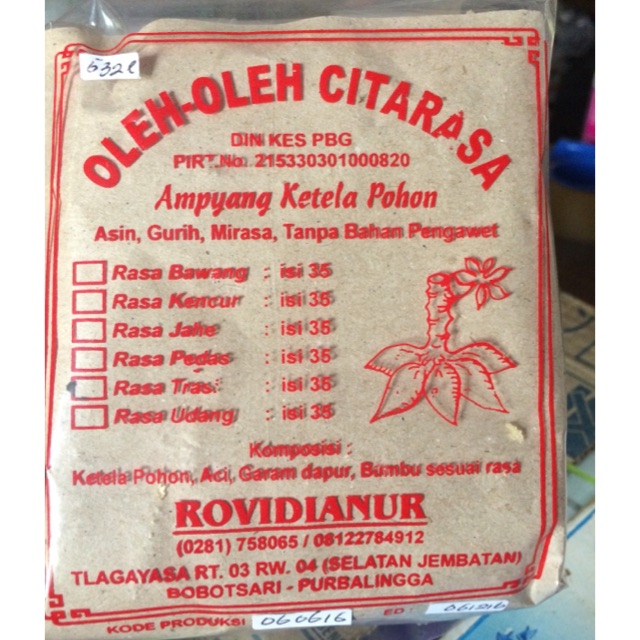 532e
OLEH-OLEH CITARASA
DIN KES PBG
PIRT.No. 215330301000820
Ampyang Ketela Pohon
Asin, Gurih, Mirasa, Tanpa Bahan Pengawet
Rasa Bawang : isi 35
Rasa Kencur : isi 35
Rasa Jahe : isi 35
Rasa Pedas : isi 35
Rasa Trasi : isi 35
Rasa Udang : isi 35
Komposisi :
Ketela Pohon, Aci, Garam dapur, Bumbu sesuai rasa
ROVIDIANUR
(0281) 758065 / 08122784912
TLAGAYASA RT. 03 RW. 04 (SELATAN JEMBATAN)
BOBOTSARI - PURBALINGGA
KODE PRODUKSI 060616 ED : 061216